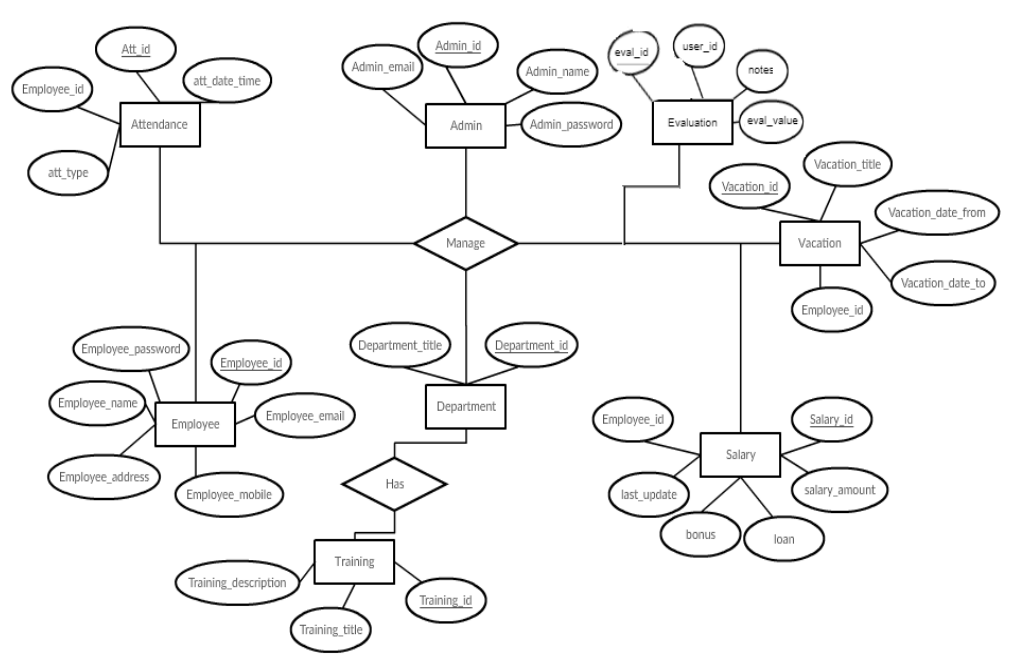 Att_id
Employee_id
att_date_time
Attendance
att_type
Admin_email
Admin_id
Admin_name
Admin
Admin_password
eval_id
user_id
notes
Evaluation
eval_value
Vacation_id
Vacation_title
Vacation_date_from
Vacation
Vacation_date_to
Employee_id
Manage
Employee_password
Employee_id
Employee_name
Employee
Employee_email
Employee_address
Employee_mobile
Department_title
Department_id
Department
Has
Training
Training_description
Training_id
Training_title
Employee_id
Salary_id
Salary
last_update
salary_amount
bonus
loan